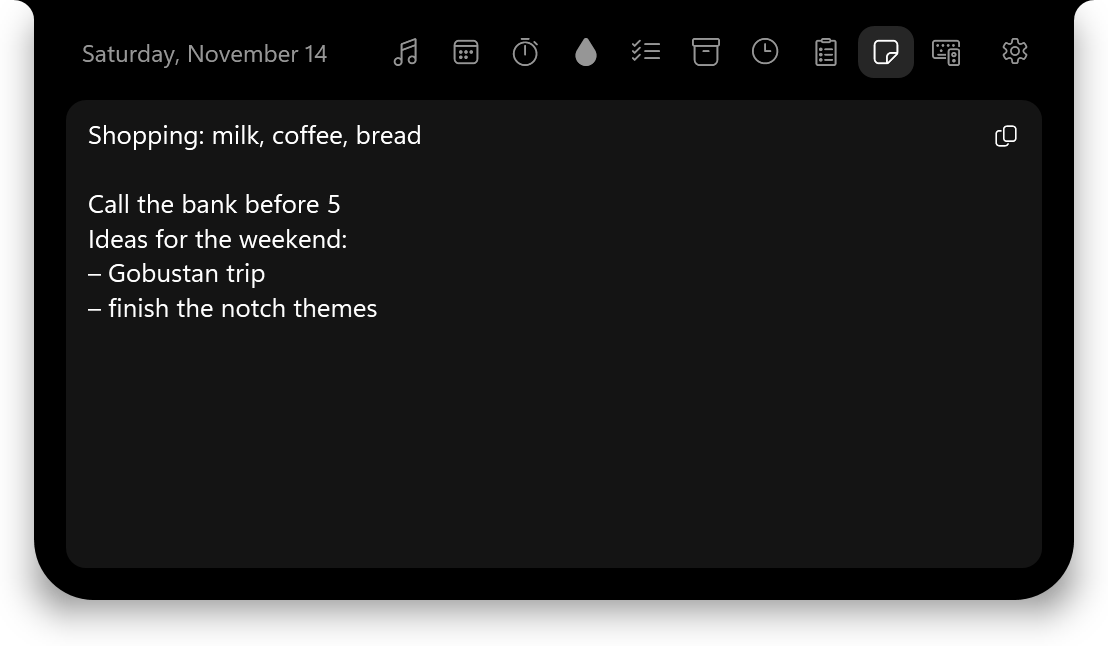 Saturday, November 14
Shopping: milk, coffee, bread
Call the bank before 5
Ideas for the weekend:
– Gobustan trip
– finish the notch themes